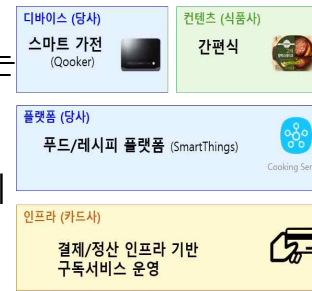 디바이스 (당사)
스마트 가전
(Qooker)
컨텐츠 (식품사)
간편식
플랫폼 (당사)
푸드/레시피 플랫폼 (SmartThings)
Cooking Ser
인프라 (카드사)
결제/정산 인프라 기반
구독서비스 운영